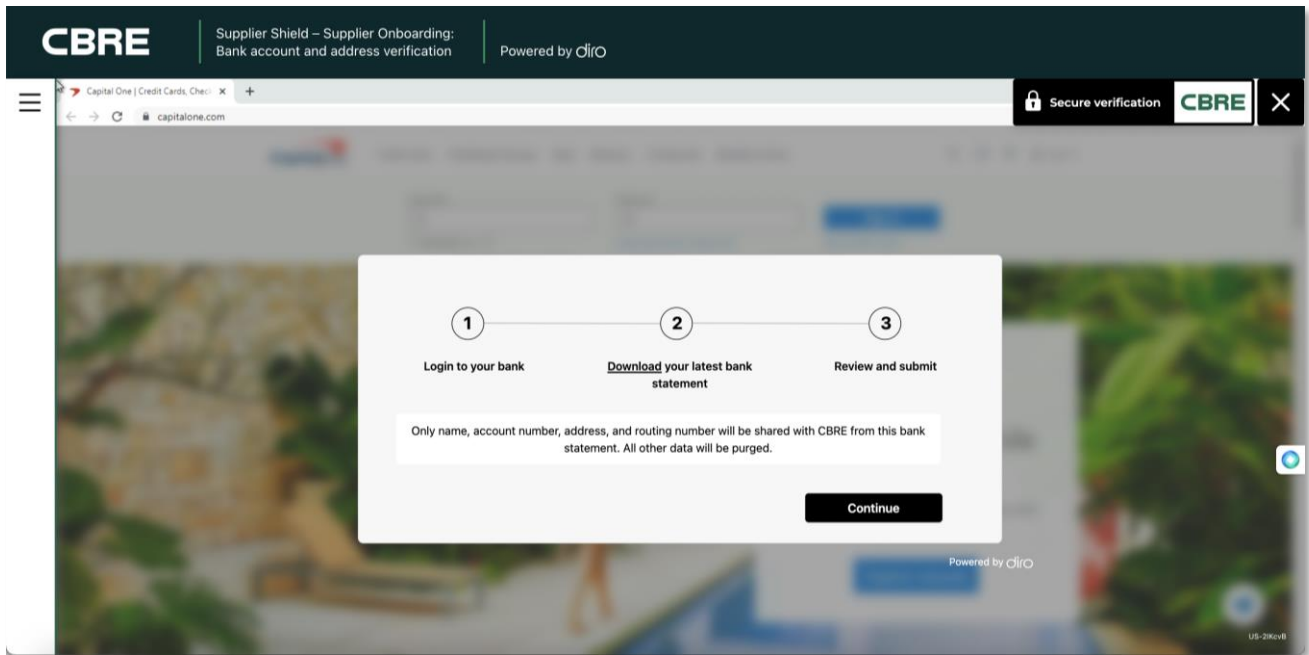 CBRE
Supplier Shield – Supplier Onboarding:
Bank account and address verification
Powered by diro
Capital One | Credit Cards, Chec
capitalone.com
Secure verification
CBRE
1
2
3
Login to your bank
Download your latest bank
statement
Review and submit
Only name, account number, address, and routing number will be shared with CBRE from this bank
statement. All other data will be purged.
Continue
Powered by diro